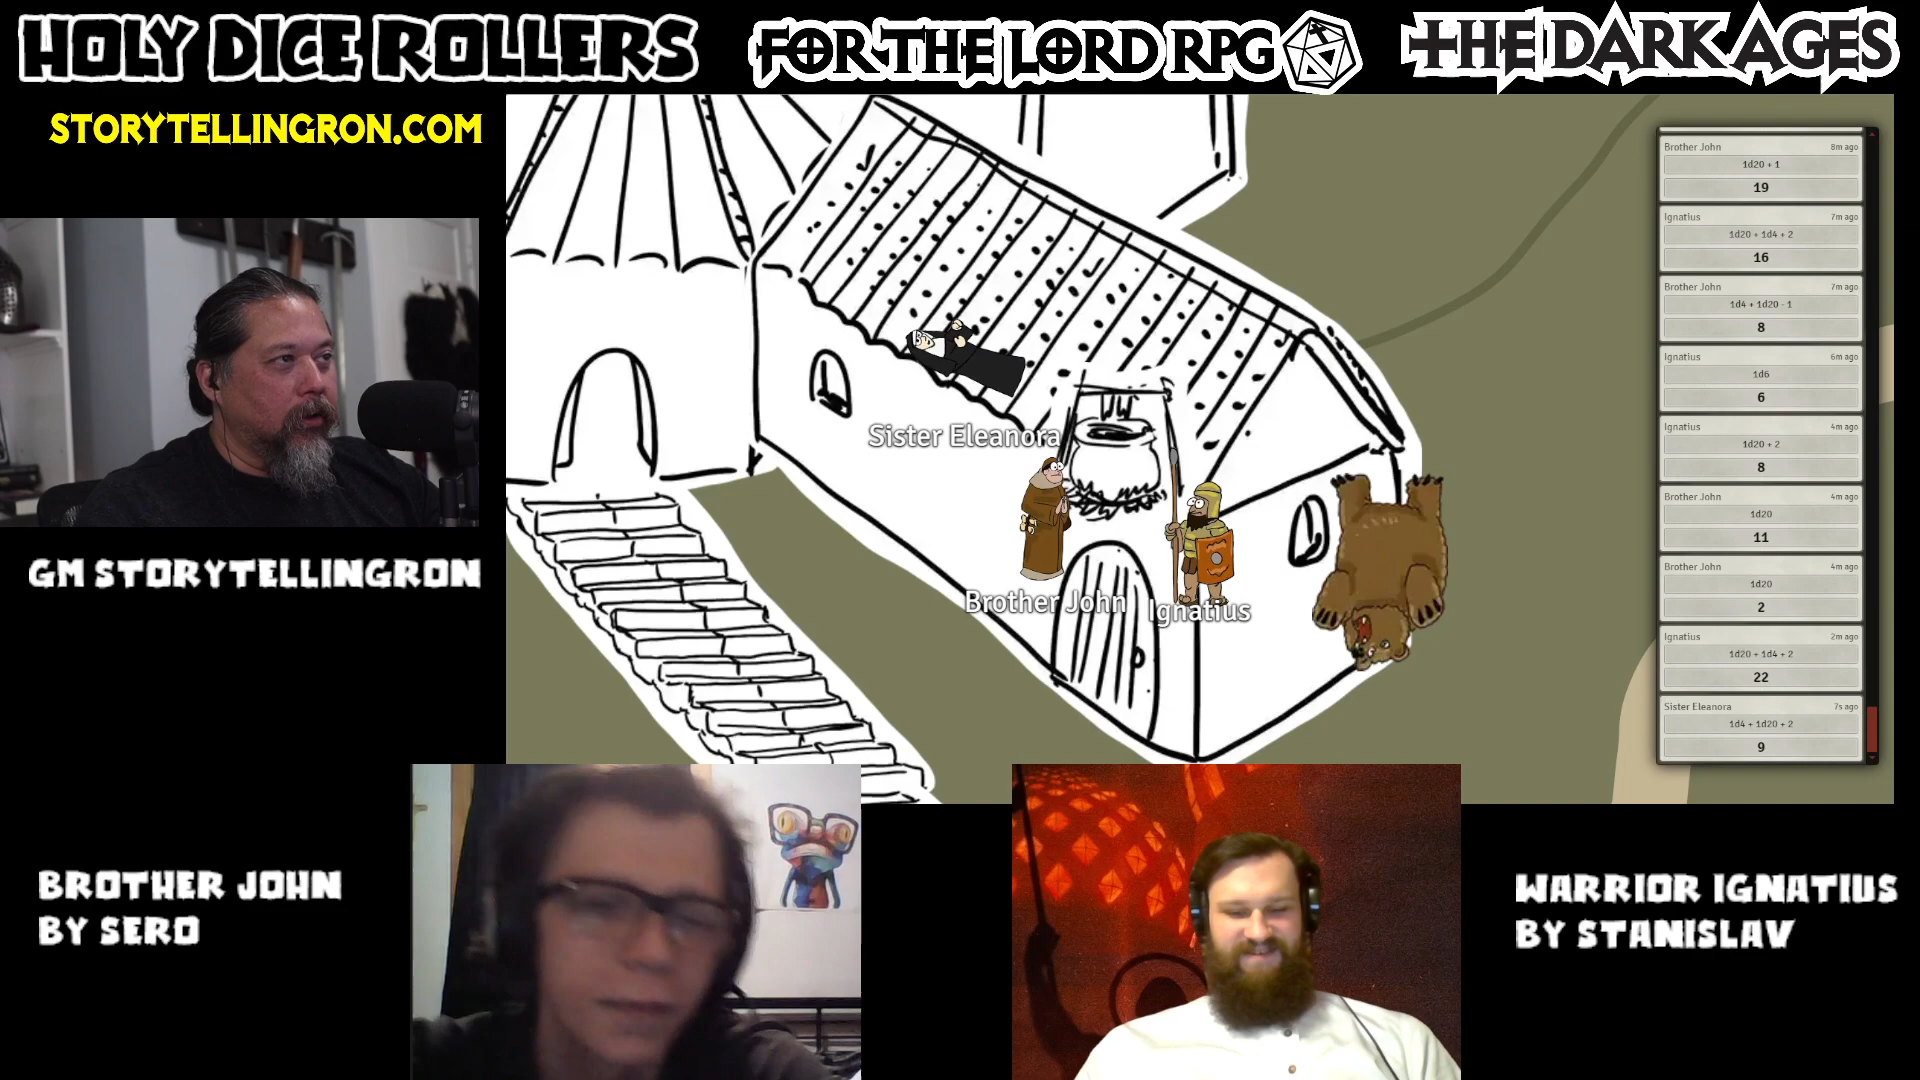 HOLY DICE ROLLERS
FOR THE LORD RPG
THE DARK AGES
STORYTELLINGRON.COM
GM STORYTELLINGRON
Sister Eleanora
Brother John
Ignatius
Brother John 8m ago
1d20 + 1
19
Ignatius 7m ago
1d20 + 1d4 + 2
16
Brother John 7m ago
1d4 + 1d20 - 1
8
Ignatius 6m ago
1d6
6
Ignatius 4m ago
1d20 + 2
8
Brother John 4m ago
1d20
11
Brother John 4m ago
1d20
2
Ignatius 2m ago
1d20 + 1d4 + 2
22
Sister Eleanora 7s ago
1d4 + 1d20 + 2
9
BROTHER JOHN
BY SERO
WARRIOR IGNATIUS
BY STANISLAV